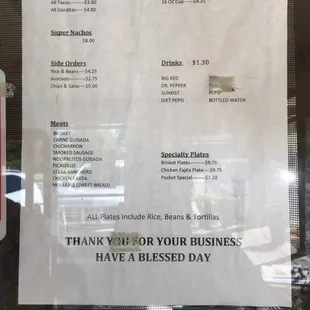 All Tacos-----$3.80
All Gorditas---$4.80
16 Oz Cup-----$4.25
Super Nachos
$8.00
Side Orders
Rice & Beans---$4.25
Avocado-----$2.75
Chips & Salsa----$5.00
Drinks $1.30
BIG RED
DR. PEPPER
SUNKIST PEPSI
DIET PEPSI BOTTLED WATER
Meats
BRISKET
CARNE GUISADA
CHICHARRON
SMOKED SAUSAGE
NOOPALITOS GUISADA
PICADILLO
STEAK RANCHERO
CHICKEN FAJITA
MOLLEJA (SWEET BREAD)
Specialty Plates
Brisket Plates------$9.75
Chicken Fajita Plate----$9.75
Pocket Special------$7.20
ALL Plates Include Rice, Beans & Tortillas
THANK YOU FOR YOUR BUSINESS
HAVE A BLESSED DAY